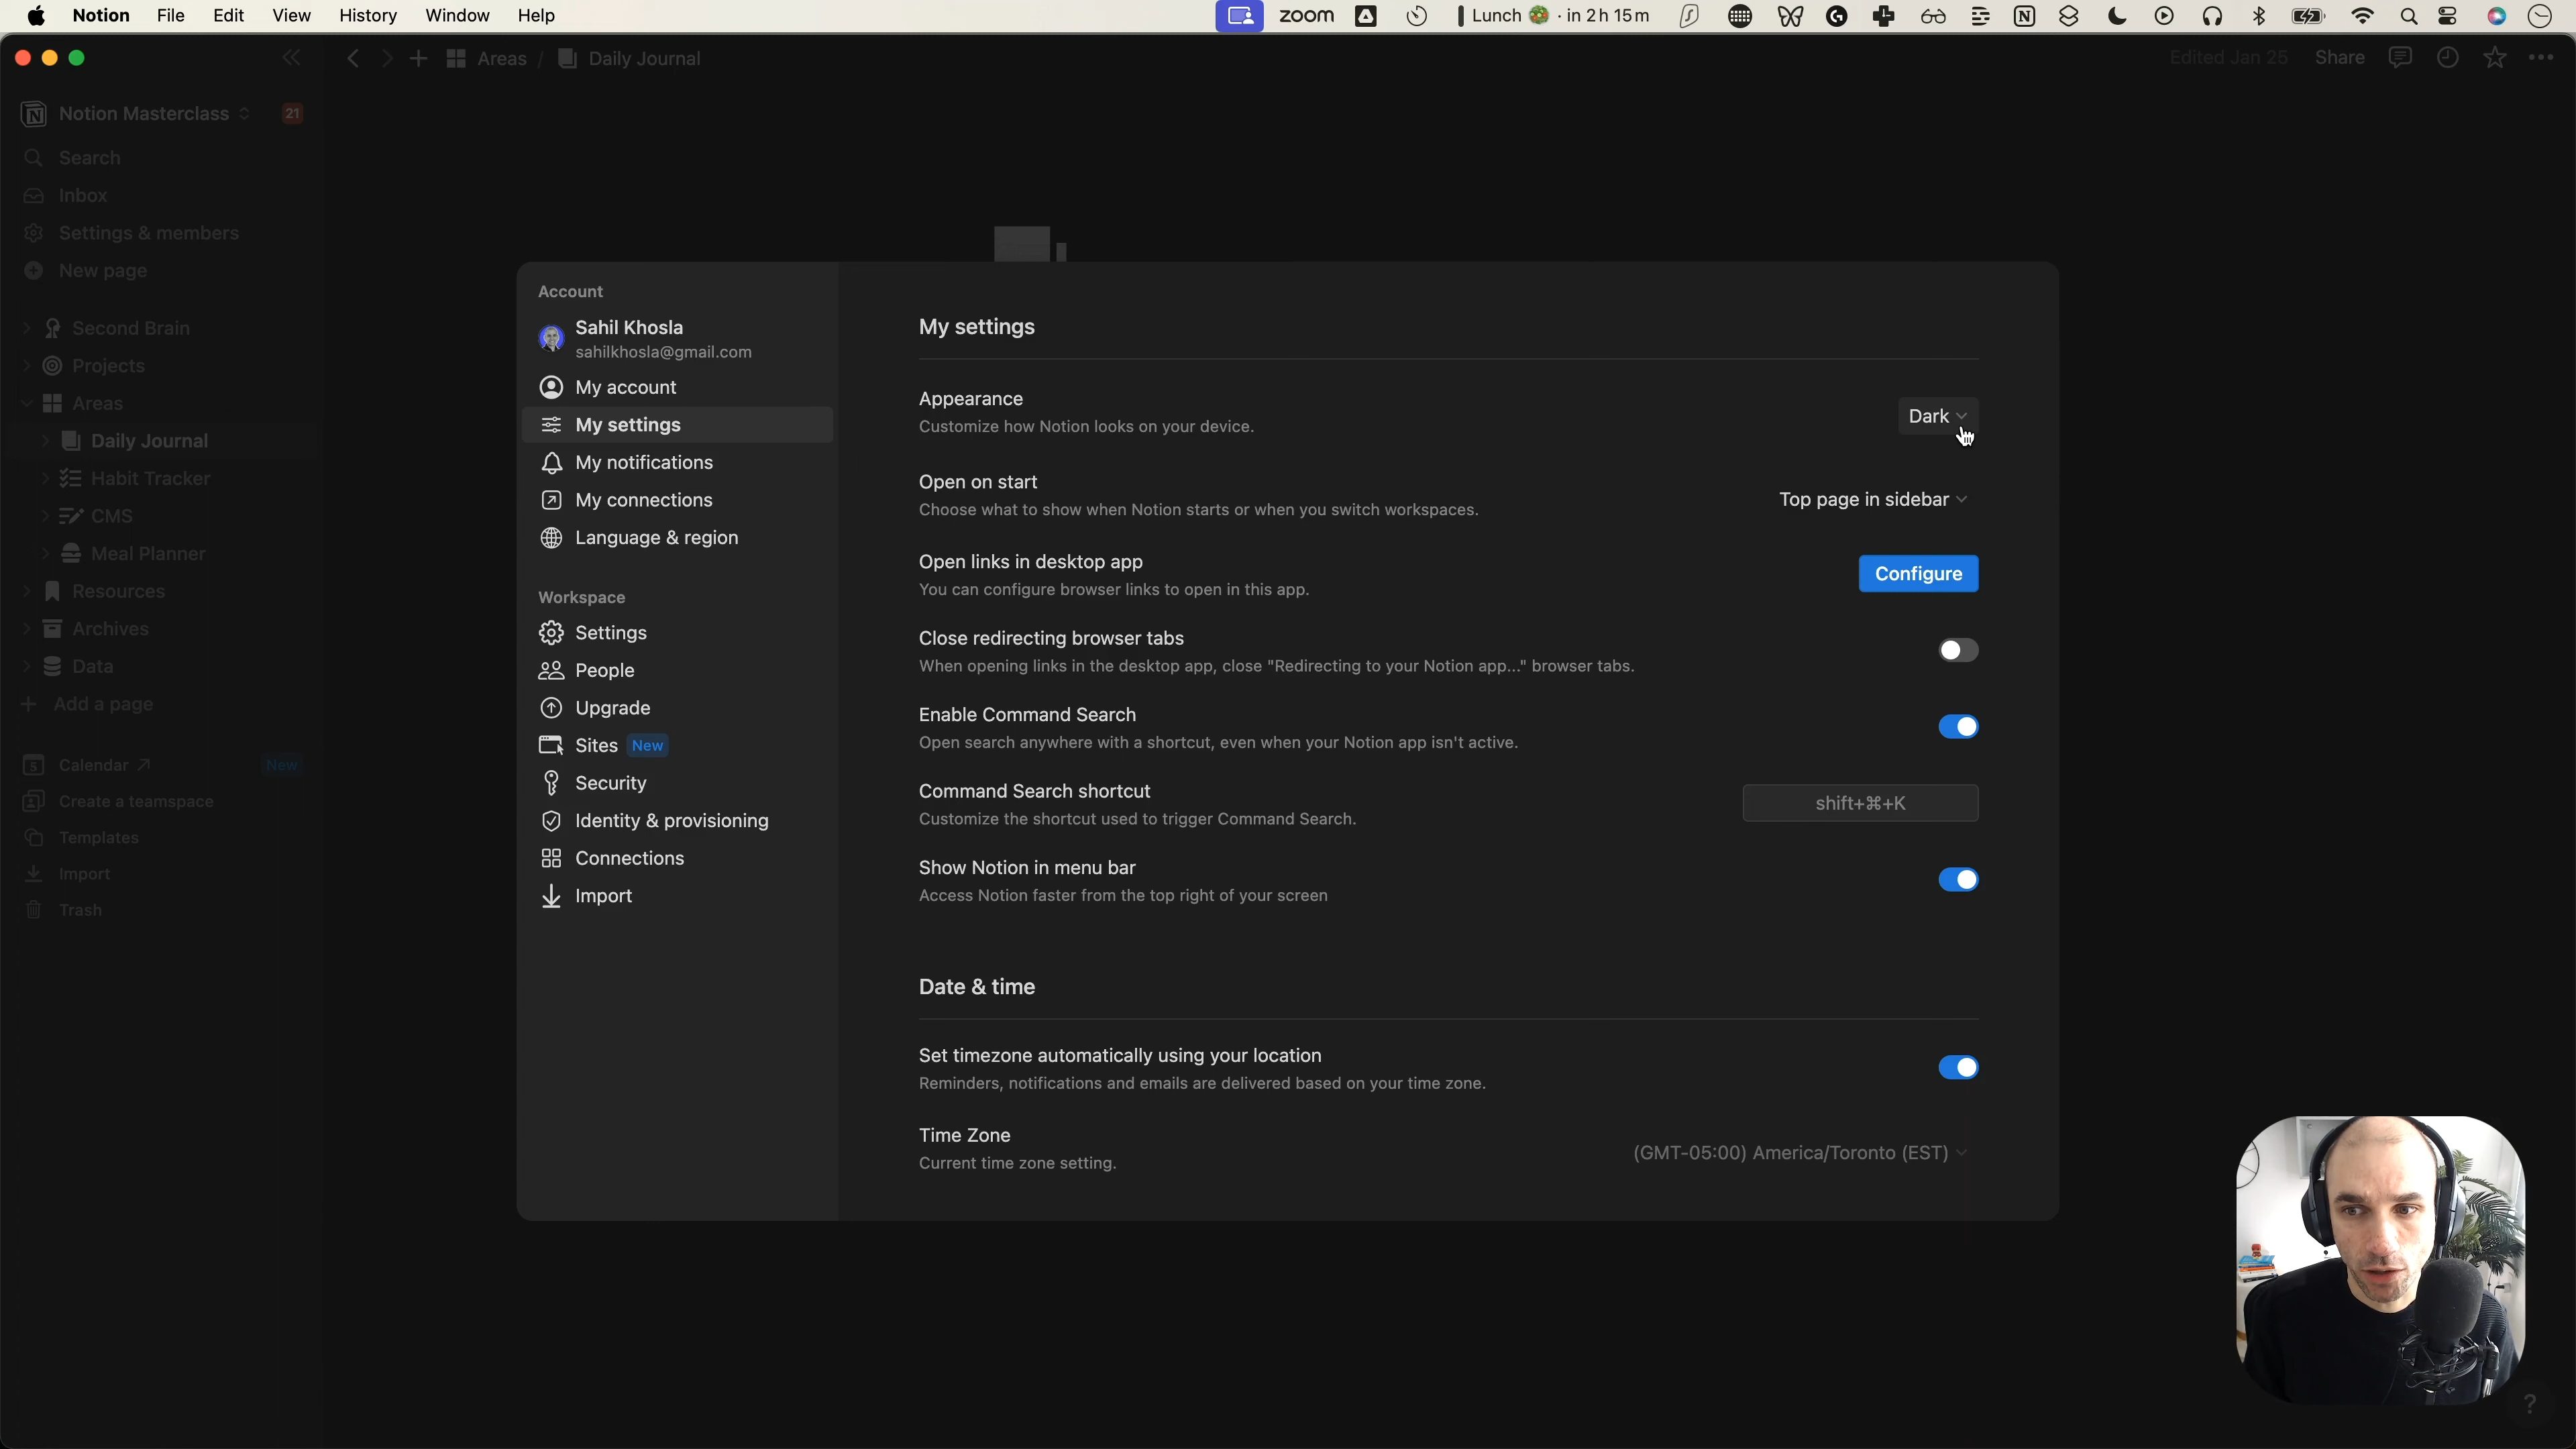 Notion File Edit View History Window Help
zoom Lunch · in 2 h 15 m
Areas / Daily Journal
Edited Jan 25 Share
Notion Masterclass 21
Search
Inbox
Settings & members
New page
Second Brain
Projects
Areas
Daily Journal
Habit Tracker
CMS
Meal Planner
Resources
Archives
Data
Add a page
Calendar ↗ New
Create a teamspace
Templates
Import
Trash
Account
Sahil Khosla
sahilkhosla@gmail.com
My account
My settings
My notifications
My connections
Language & region
Workspace
Settings
People
Upgrade
Sites New
Security
Identity & provisioning
Connections
Import
My settings
Appearance
Customize how Notion looks on your device.
Dark
Open on start
Choose what to show when Notion starts or when you switch workspaces.
Top page in sidebar
Open links in desktop app
You can configure browser links to open in this app.
Configure
Close redirecting browser tabs
When opening links in the desktop app, close "Redirecting to your Notion app..." browser tabs.
Enable Command Search
Open search anywhere with a shortcut, even when your Notion app isn't active.
Command Search shortcut
Customize the shortcut used to trigger Command Search.
shift+⌘+K
Show Notion in menu bar
Access Notion faster from the top right of your screen
Date & time
Set timezone automatically using your location
Reminders, notifications and emails are delivered based on your time zone.
Time Zone
Current time zone setting.
(GMT-05:00) America/Toronto (EST)
?